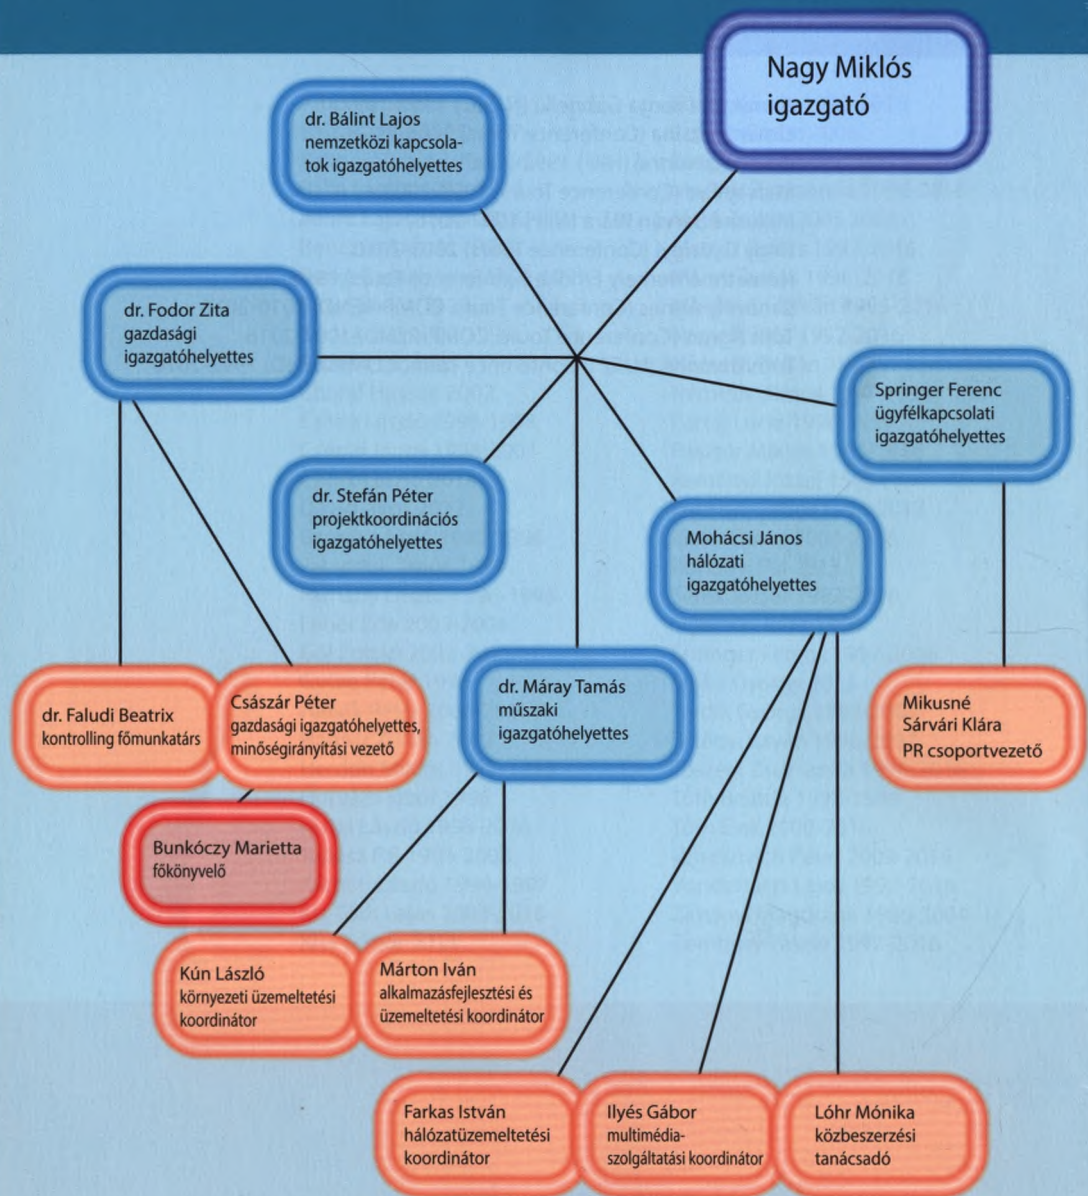 Nagy Miklós
igazgató
dr. Bálint Lajos
nemzetközi kapcsola-
tok igazgatóhelyettes
dr. Fodor Zita
gazdasági
igazgatóhelyettes
Springer Ferenc
ügyfélkapcsolati
igazgatóhelyettes
dr. Stefán Péter
projektkoordinációs
igazgatóhelyettes
Mohácsi János
hálózati
igazgatóhelyettes
dr. Máray Tamás
műszaki
igazgatóhelyettes
dr. Faludi Beatrix
kontrolling főmunkatárs
Császár Péter
gazdasági igazgatóhelyettes,
minőségirányítási vezető
Mikusné
Sárvári Klára
PR csoportvezető
Bunkóczy Marietta
főkönyvelő
Kún László
környezeti üzemeltetési
koordinátor
Márton Iván
alkalmazásfejlesztési és
üzemeltetési koordinátor
Farkas István
hálózatüzemeltetési
koordinátor
Ilyés Gábor
multimédia-
szolgáltatási koordinátor
Lóhr Mónika
közbeszerzési
tanácsadó